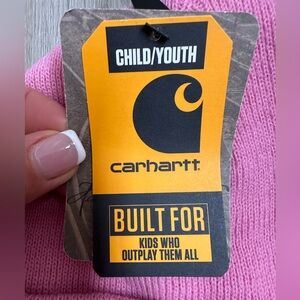 CHILD/YOUTH
carhartt
BUILT FOR
KIDS WHO
OUTPLAY THEM ALL